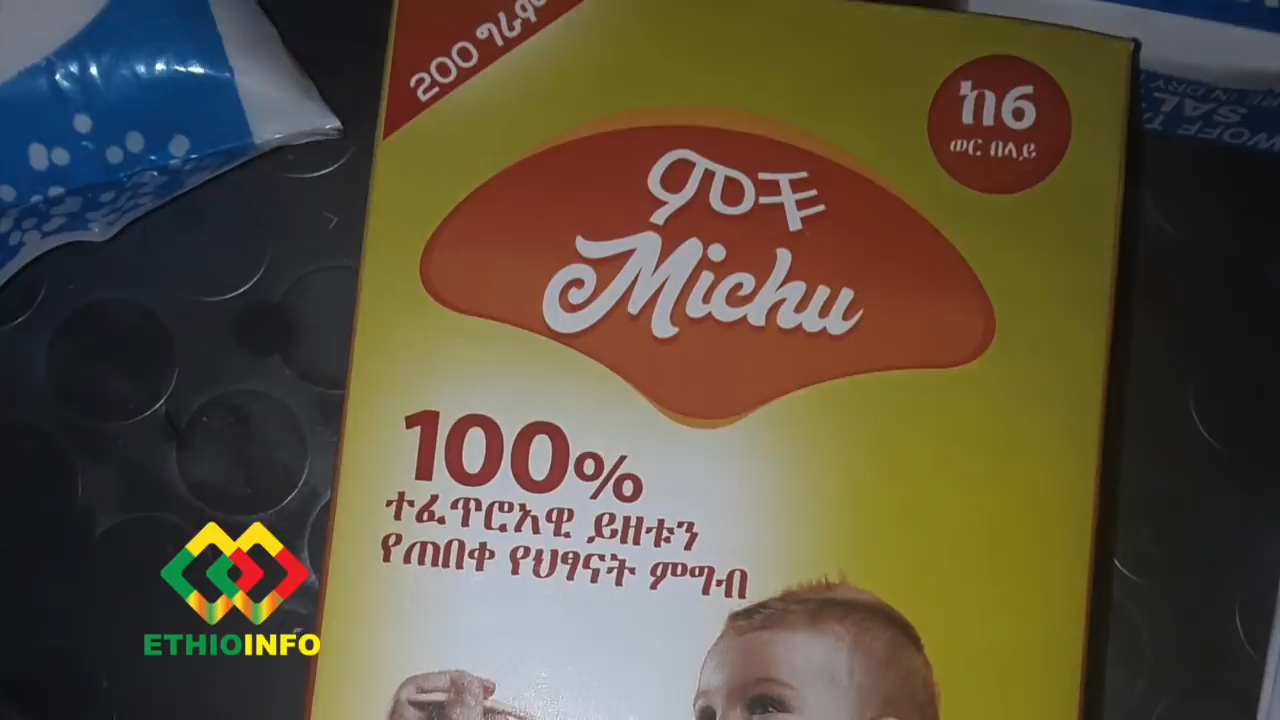 200 ግራም
ከ6
ወር በላይ
ምቹ
Michu
100%
ተፈጥሮአዊ ይዘቱን
የጠበቀ የህፃናት ምግብ
ETHIOINFO